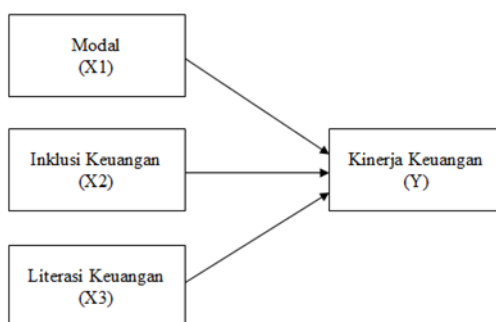 Modal
(X1)
Inklusi Keuangan
(X2)
Kinerja Keuangan
(Y)
Literasi Keuangan
(X3)